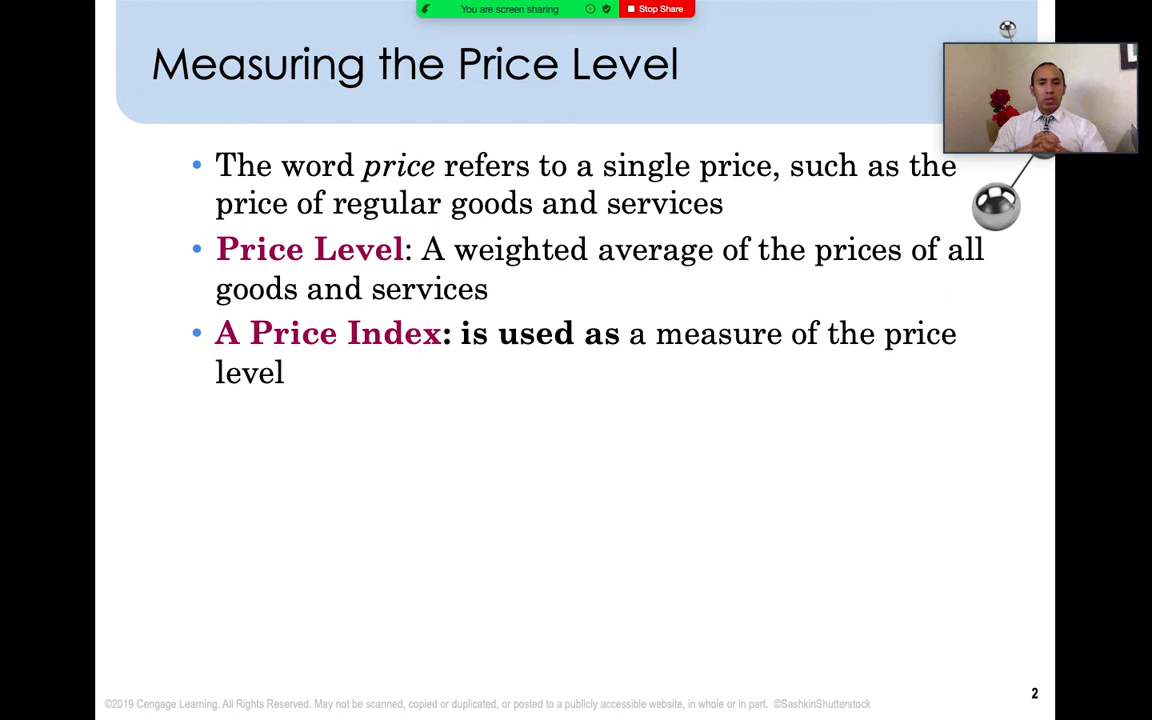 You are screen sharing
Stop Share
Measuring the Price Level
• The word price refers to a single price, such as the
price of regular goods and services
• Price Level: A weighted average of the prices of all
goods and services
• A Price Index: is used as a measure of the price
level
2
©2019 Cengage Learning. All Rights Reserved. May not be scanned, copied or duplicated, or posted to a publicly accessible website, in whole or in part. ©SashkinShutterstock